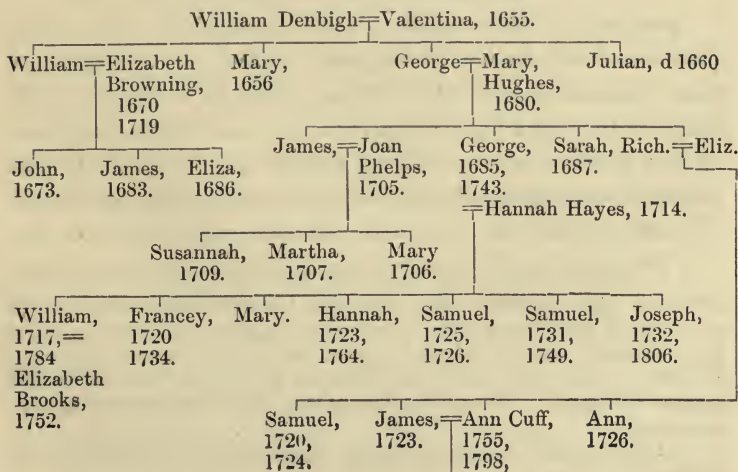 William Denbigh=Valentina, 1655.
William=Elizabeth Mary, George=Mary, Julian, d 1660
Browning, 1656 Hughes,
1670 1680.
1719
James,=Joan George, Sarah, Rich.=Eliz.
John, James, Eliza, Phelps, 1685, 1687.
1673. 1683. 1686. 1705. 1743.
=Hannah Hayes, 1714.
Susannah, Martha, Mary
1709. 1707. 1706.
William, Francey, Mary. Hannah, Samuel, Samuel, Joseph,
1717,= 1720 1723, 1725, 1731, 1732,
1784 1734. 1764. 1726. 1749. 1806.
Elizabeth
Brooks,
1752.
Samuel, James,=Ann Cuff, Ann,
1720, 1723. 1755, 1726.
1724. 1798,